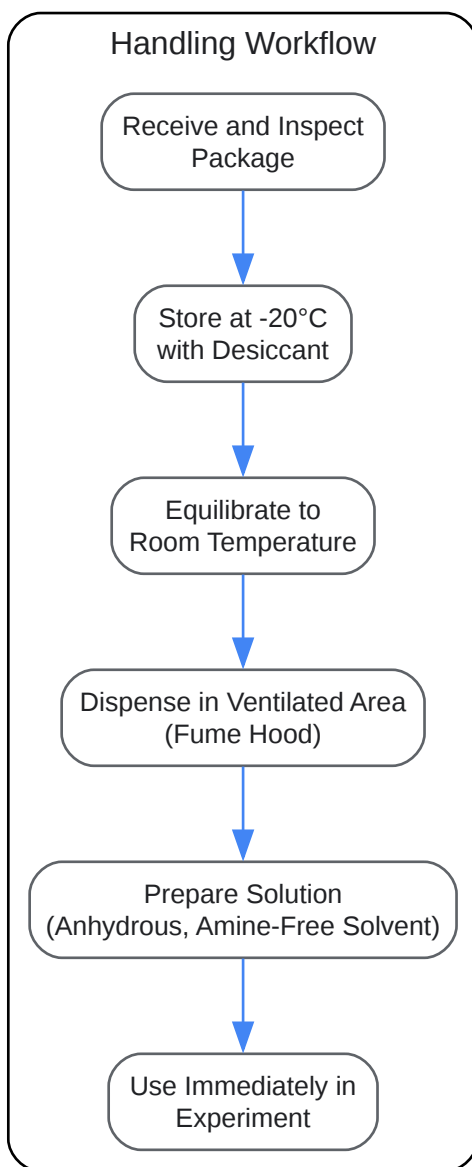 Handling Workflow
Receive and Inspect
Package
Store at -20°C
with Desiccant
Equilibrate to
Room Temperature
Dispense in Ventilated Area
(Fume Hood)
Prepare Solution
(Anhydrous, Amine-Free Solvent)
Use Immediately in
Experiment